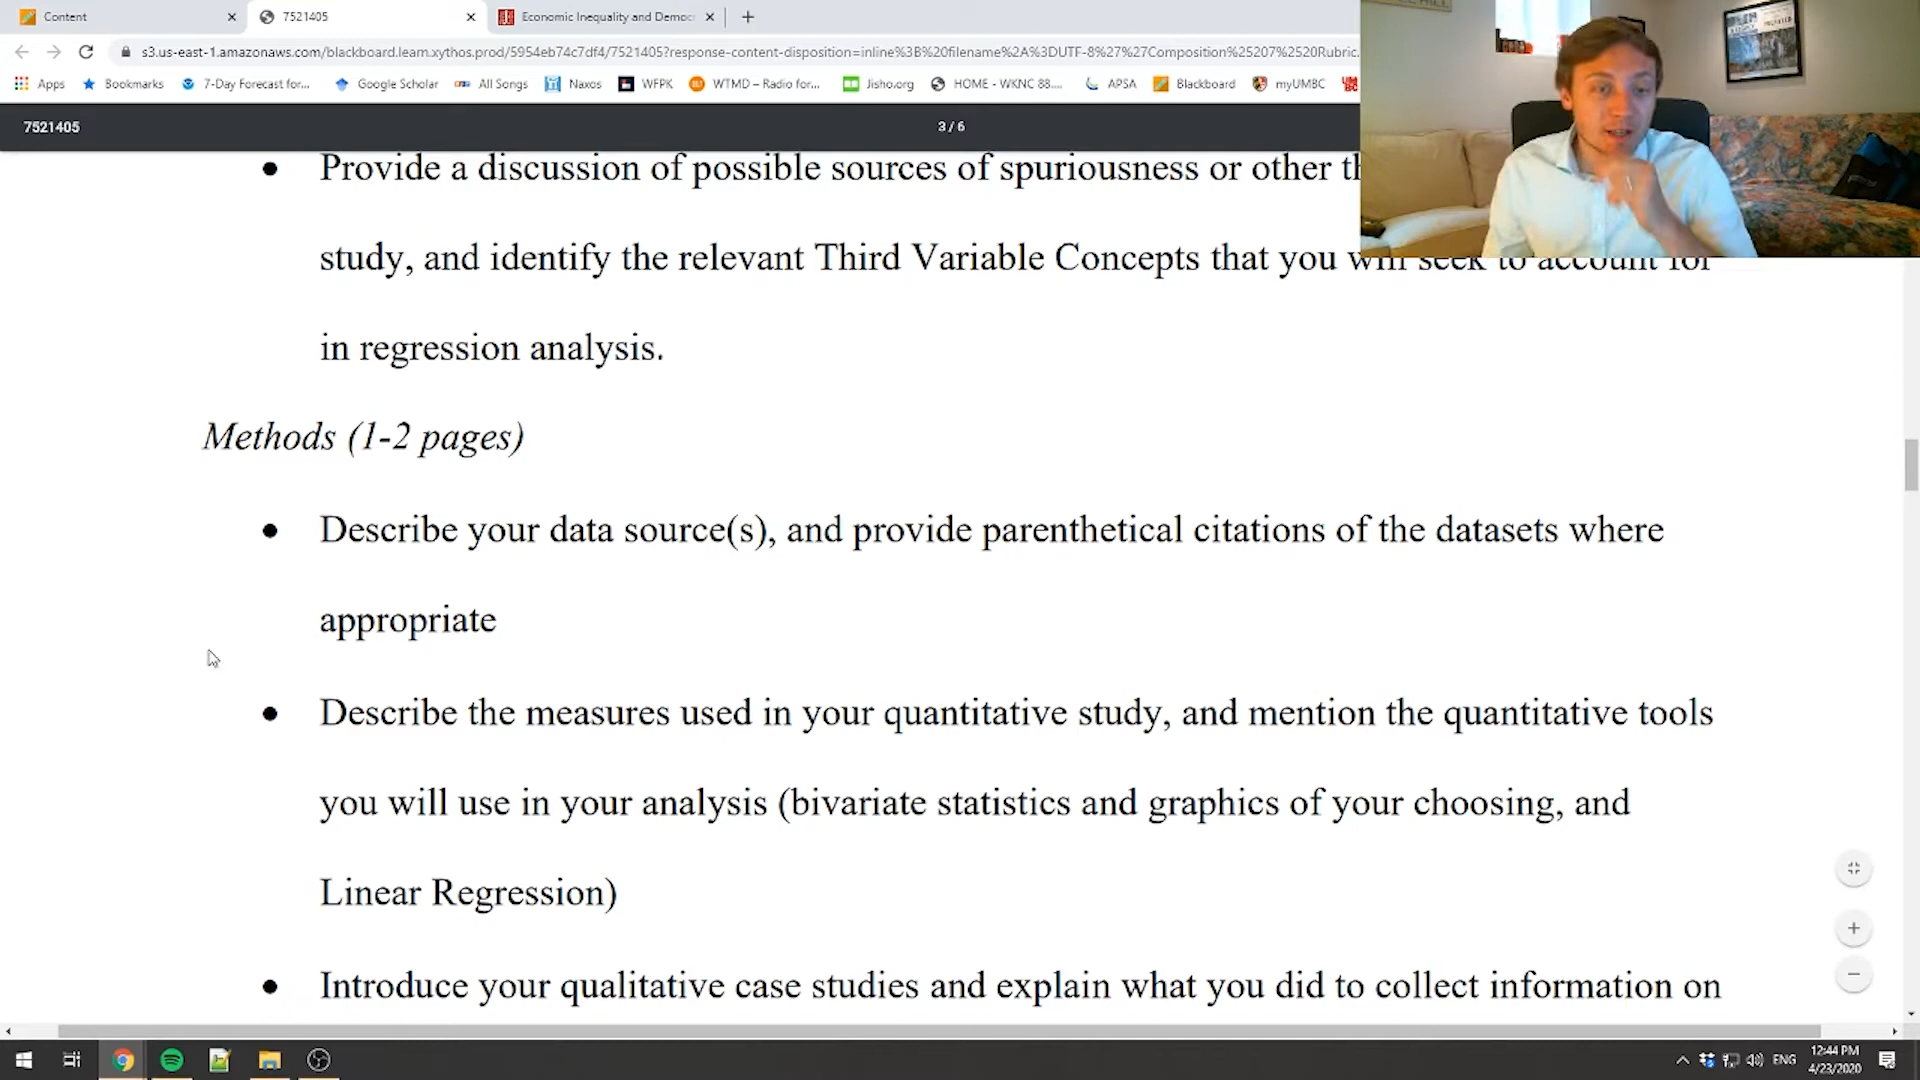 Content
7521405
Economic Inequality and Democ
s3.us-east-1.amazonaws.com/blackboard.learn.xythos.prod/5954eb74c7df4/7521405?response-content-disposition=inline%3B%20filename%2A%3DUTF-8%27%27Composition%25207%2520Rubric.
Apps Bookmarks 7-Day Forecast for... Google Scholar All Songs Naxos WFPK WTMD – Radio for... Jisho.org HOME - WKNC 88.... APSA Blackboard myUMBC
7521405 3 / 6
• Provide a discussion of possible sources of spuriousness or other th
study, and identify the relevant Third Variable Concepts that you will seek to account for
in regression analysis.
Methods (1-2 pages)
• Describe your data source(s), and provide parenthetical citations of the datasets where
appropriate
• Describe the measures used in your quantitative study, and mention the quantitative tools
you will use in your analysis (bivariate statistics and graphics of your choosing, and
Linear Regression)
• Introduce your qualitative case studies and explain what you did to collect information on
ENG
12:44 PM
4/23/2020